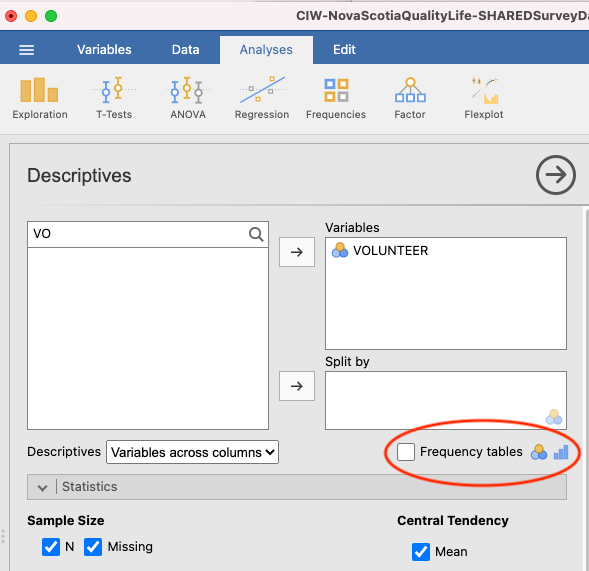 CIW-NovaScotiaQualityLife-SHAREDSurveyDa
Variables Data Analyses Edit
Exploration T-Tests ANOVA Regression Frequencies Factor Flexplot
Descriptives
VO
Variables
VOLUNTEER
Split by
Descriptives Variables across columns Frequency tables
Statistics
Sample Size Central Tendency
N Missing Mean